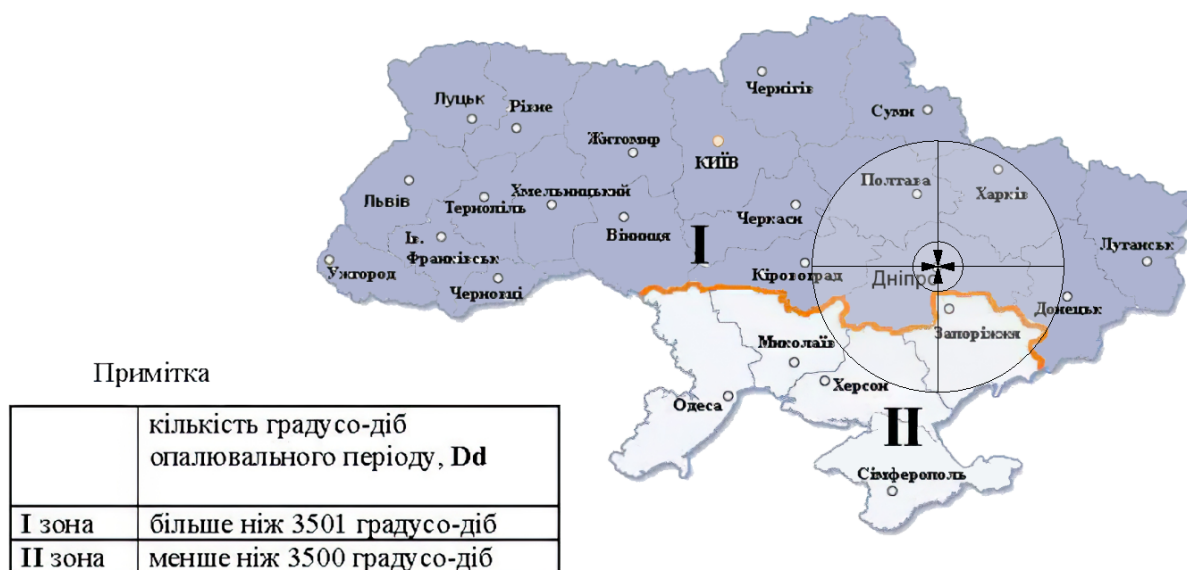 Чернігів
Луцьк
Рівне
Суми
Житомир
КИЇВ
Полтава
Харків
Львів
Тернопіль
Хмельницький
Черкаси
Вінниця
I
Ів.
Франківськ
Луганськ
Ужгород
Кіровоград
Дніпро
Черновці
Донецьк
Запоріжжя
Миколаїв
Херсон
Одеса
II
Сімферополь
Примітка
кількість градусо-діб
опалювального періоду, Dd
I зона більше ніж 3501 градусо-діб
II зона менше ніж 3500 градусо-діб